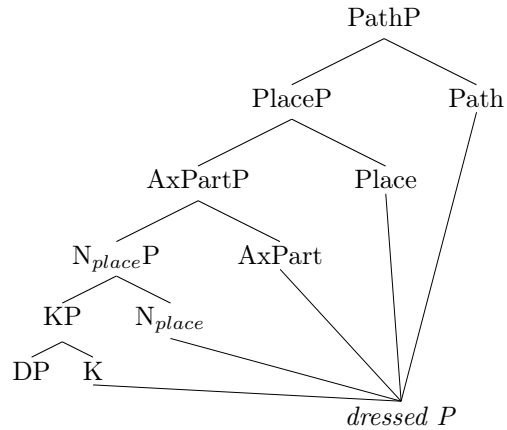 PathP
PlaceP Path
AxPartP Place
N_placeP AxPart
KP N_place
DP K
dressed P